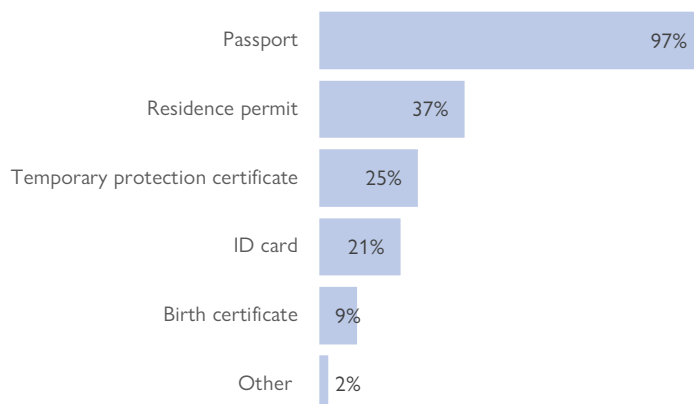 Passport 97%
Residence permit 37%
Temporary protection certificate 25%
ID card 21%
Birth certificate 9%
Other 2%